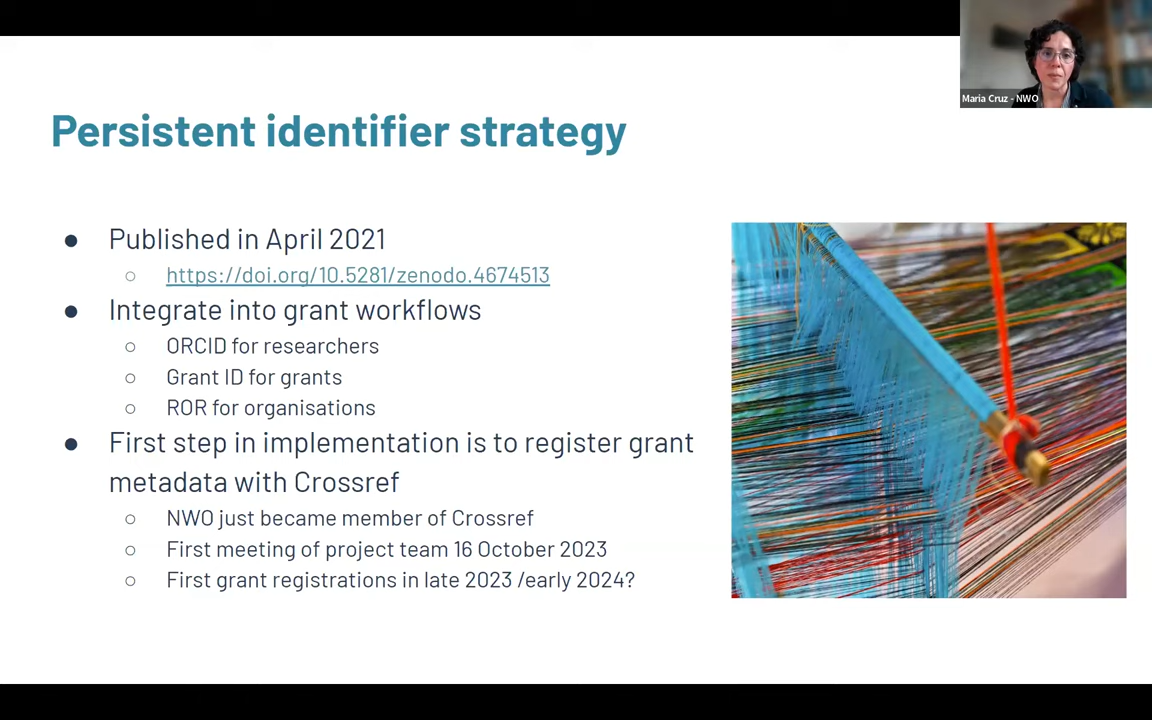 Maria Cruz - NWO
Persistent identifier strategy
● Published in April 2021
○ https://doi.org/10.5281/zenodo.4674513
● Integrate into grant workflows
○ ORCID for researchers
○ Grant ID for grants
○ ROR for organisations
● First step in implementation is to register grant
metadata with Crossref
○ NWO just became member of Crossref
○ First meeting of project team 16 October 2023
○ First grant registrations in late 2023 /early 2024?